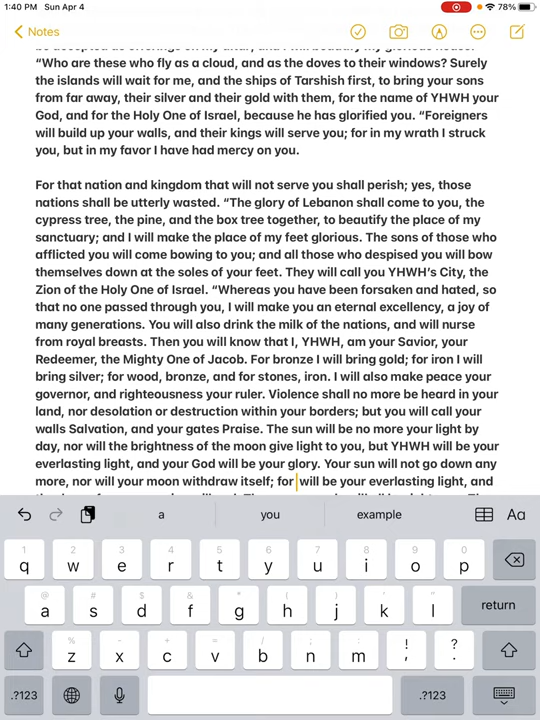 1:40 PM Sun Apr 4
78%
Notes
"Who are these who fly as a cloud, and as the doves to their windows? Surely
the islands will wait for me, and the ships of Tarshish first, to bring your sons
from far away, their silver and their gold with them, for the name of YHWH your
God, and for the Holy One of Israel, because he has glorified you. "Foreigners
will build up your walls, and their kings will serve you; for in my wrath I struck
you, but in my favor I have had mercy on you.
For that nation and kingdom that will not serve you shall perish; yes, those
nations shall be utterly wasted. "The glory of Lebanon shall come to you, the
cypress tree, the pine, and the box tree together, to beautify the place of my
sanctuary; and I will make the place of my feet glorious. The sons of those who
afflicted you will come bowing to you; and all those who despised you will bow
themselves down at the soles of your feet. They will call you YHWH's City, the
Zion of the Holy One of Israel. "Whereas you have been forsaken and hated, so
that no one passed through you, I will make you an eternal excellency, a joy of
many generations. You will also drink the milk of the nations, and will nurse
from royal breasts. Then you will know that I, YHWH, am your Savior, your
Redeemer, the Mighty One of Jacob. For bronze I will bring gold; for iron I will
bring silver; for wood, bronze, and for stones, iron. I will also make peace your
governor, and righteousness your ruler. Violence shall no more be heard in your
land, nor desolation or destruction within your borders; but you will call your
walls Salvation, and your gates Praise. The sun will be no more your light by
day, nor will the brightness of the moon give light to you, but YHWH will be your
everlasting light, and your God will be your glory. Your sun will not go down any
more, nor will your moon withdraw itself; for will be your everlasting light, and
a you example Aa
1 2 3 4 5 6 7 8 9 0
q w e r t y u i o p
@ # $ & * ( ) ' "
a s d f g h j k l return
% - + = / ; : ! ?
z x c v b n m , .
.?123 .?123